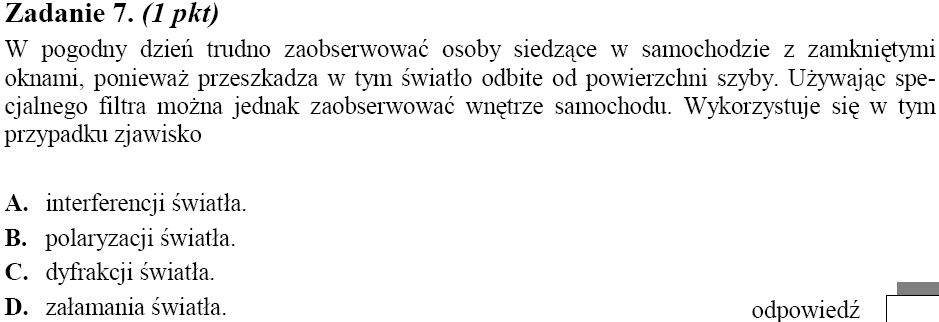 Zadanie 7. (1 pkt)
W pogodny dzień trudno zaobserwować osoby siedzące w samochodzie z zamkniętymi
oknami, ponieważ przeszkadza w tym światło odbite od powierzchni szyby. Używając spe-
cjalnego filtra można jednak zaobserwować wnętrze samochodu. Wykorzystuje się w tym
przypadku zjawisko
A. interferencji światła.
B. polaryzacji światła.
C. dyfrakcji światła.
D. załamania światła.
odpowiedź